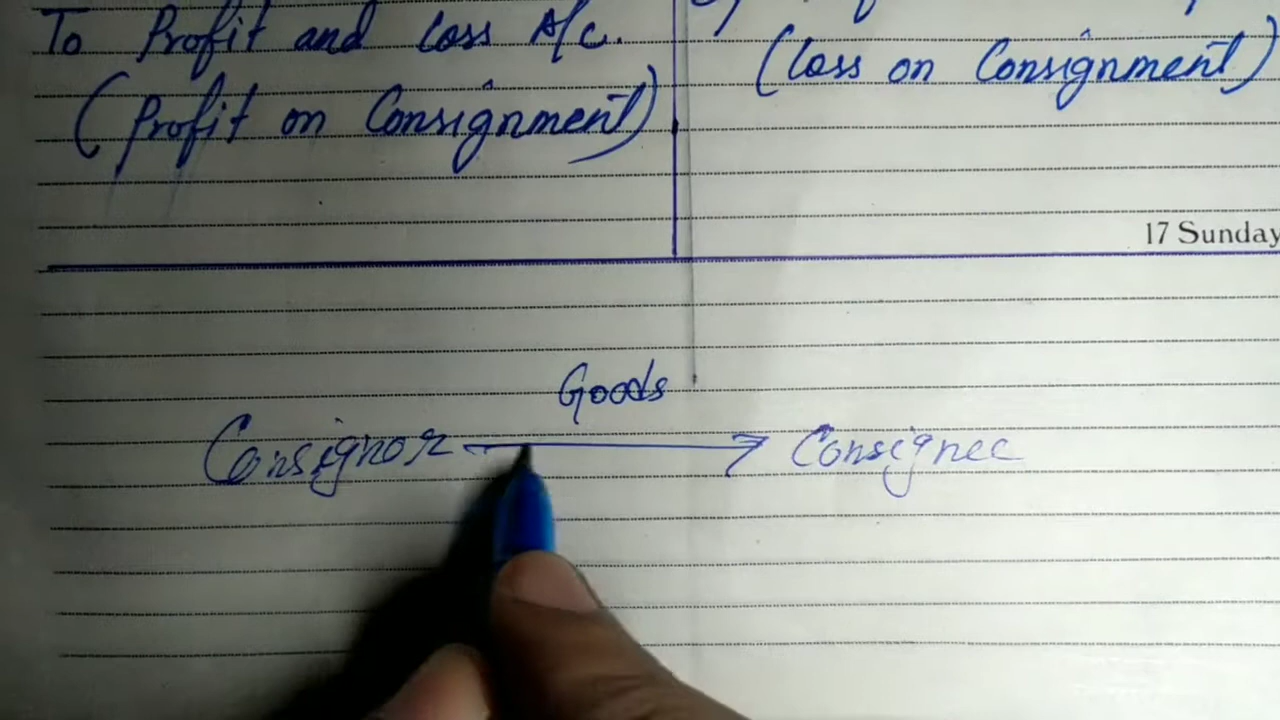 To Profit and Loss A/c.
(Profit on Consignment)
(Loss on Consignment)
17 Sunday
Goods
Consignor Consignee